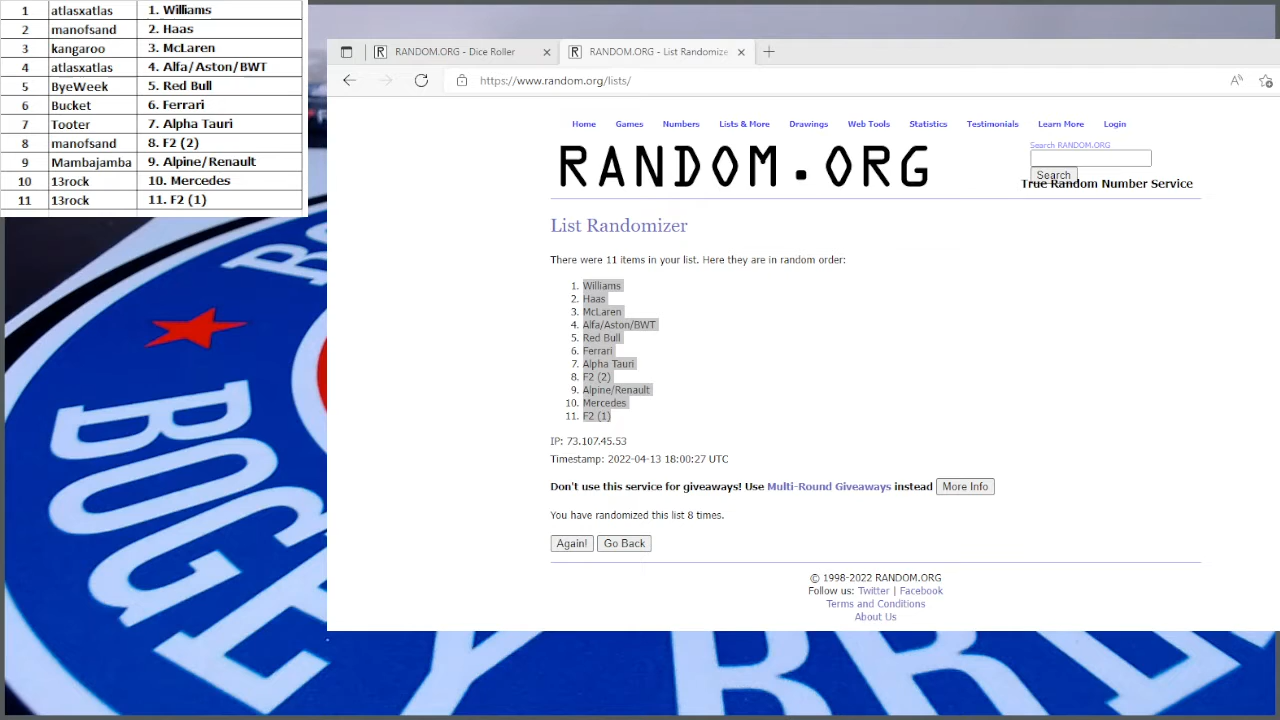 1 atlasxatlas 1. Williams
2 manofsand 2. Haas
3 kangaroo 3. McLaren
4 atlasxatlas 4. Alfa/Aston/BWT
5 ByeWeek 5. Red Bull
6 Bucket 6. Ferrari
7 Tooter 7. Alpha Tauri
8 manofsand 8. F2 (2)
9 Mambajamba 9. Alpine/Renault
10 13rock 10. Mercedes
11 13rock 11. F2 (1)
RANDOM.ORG - Dice Roller
RANDOM.ORG - List Randomize
https://www.random.org/lists/
Home Games Numbers Lists & More Drawings Web Tools Statistics Testimonials Learn More Login
Search RANDOM.ORG
Search
RANDOM.ORG
True Random Number Service
List Randomizer
There were 11 items in your list. Here they are in random order:
1. Williams
2. Haas
3. McLaren
4. Alfa/Aston/BWT
5. Red Bull
6. Ferrari
7. Alpha Tauri
8. F2 (2)
9. Alpine/Renault
10. Mercedes
11. F2 (1)
IP: 73.107.45.53
Timestamp: 2022-04-13 18:00:27 UTC
Don't use this service for giveaways! Use Multi-Round Giveaways instead More Info
You have randomized this list 8 times.
Again! Go Back
© 1998-2022 RANDOM.ORG
Follow us: Twitter | Facebook
Terms and Conditions
About Us